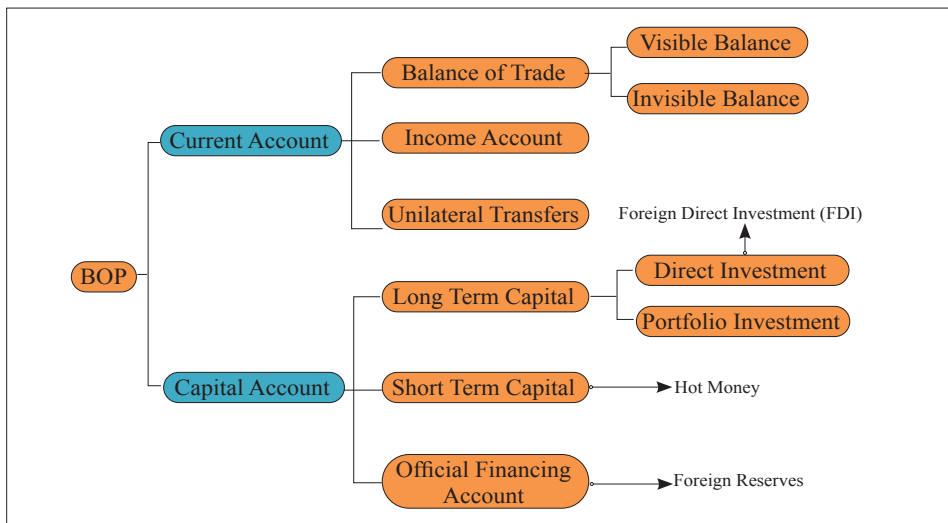 BOP
Current Account
Balance of Trade
Visible Balance
Invisible Balance
Income Account
Unilateral Transfers
Capital Account
Long Term Capital
Foreign Direct Investment (FDI)
Direct Investment
Portfolio Investment
Short Term Capital
Hot Money
Official Financing
Account
Foreign Reserves